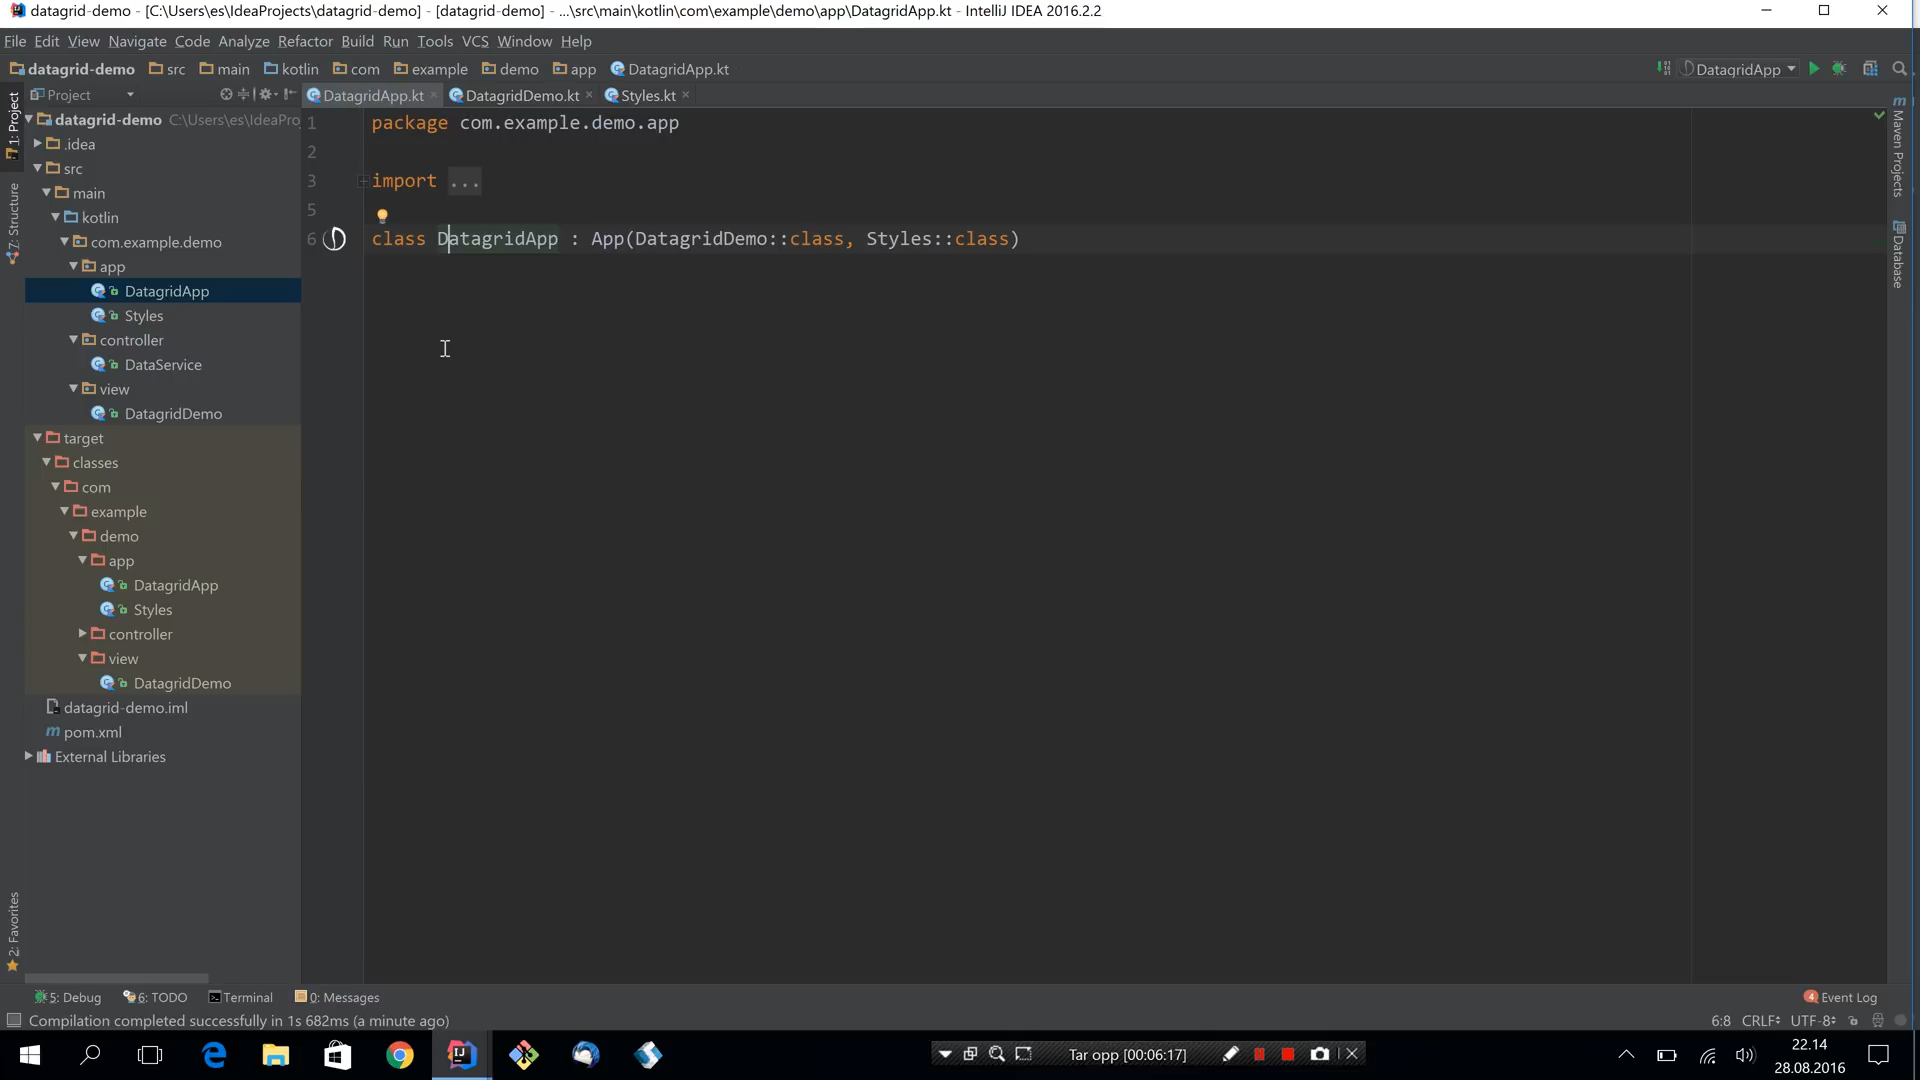 datagrid-demo - [C:\Users\es\IdeaProjects\datagrid-demo] - [datagrid-demo] - ...\src\main\kotlin\com\example\demo\app\DatagridApp.kt - IntelliJ IDEA 2016.2.2
File Edit View Navigate Code Analyze Refactor Build Run Tools VCS Window Help
datagrid-demo src main kotlin com example demo app DatagridApp.kt DatagridApp
Project DatagridApp.kt DatagridDemo.kt Styles.kt
1: Project
7: Structure
2: Favorites
datagrid-demo C:\Users\es\IdeaPro
.idea
src
main
kotlin
com.example.demo
app
DatagridApp
Styles
controller
DataService
view
DatagridDemo
target
classes
com
example
demo
app
DatagridApp
Styles
controller
view
DatagridDemo
datagrid-demo.iml
m pom.xml
External Libraries
1 package com.example.demo.app
2
3 import ...
5
6 class DatagridApp : App(DatagridDemo::class, Styles::class)
m Maven Projects
Database
5: Debug 6: TODO Terminal 0: Messages 4 Event Log
Compilation completed successfully in 1s 682ms (a minute ago) 6:8 CRLF UTF-8
Tar opp [00:06:17]
22.14
28.08.2016